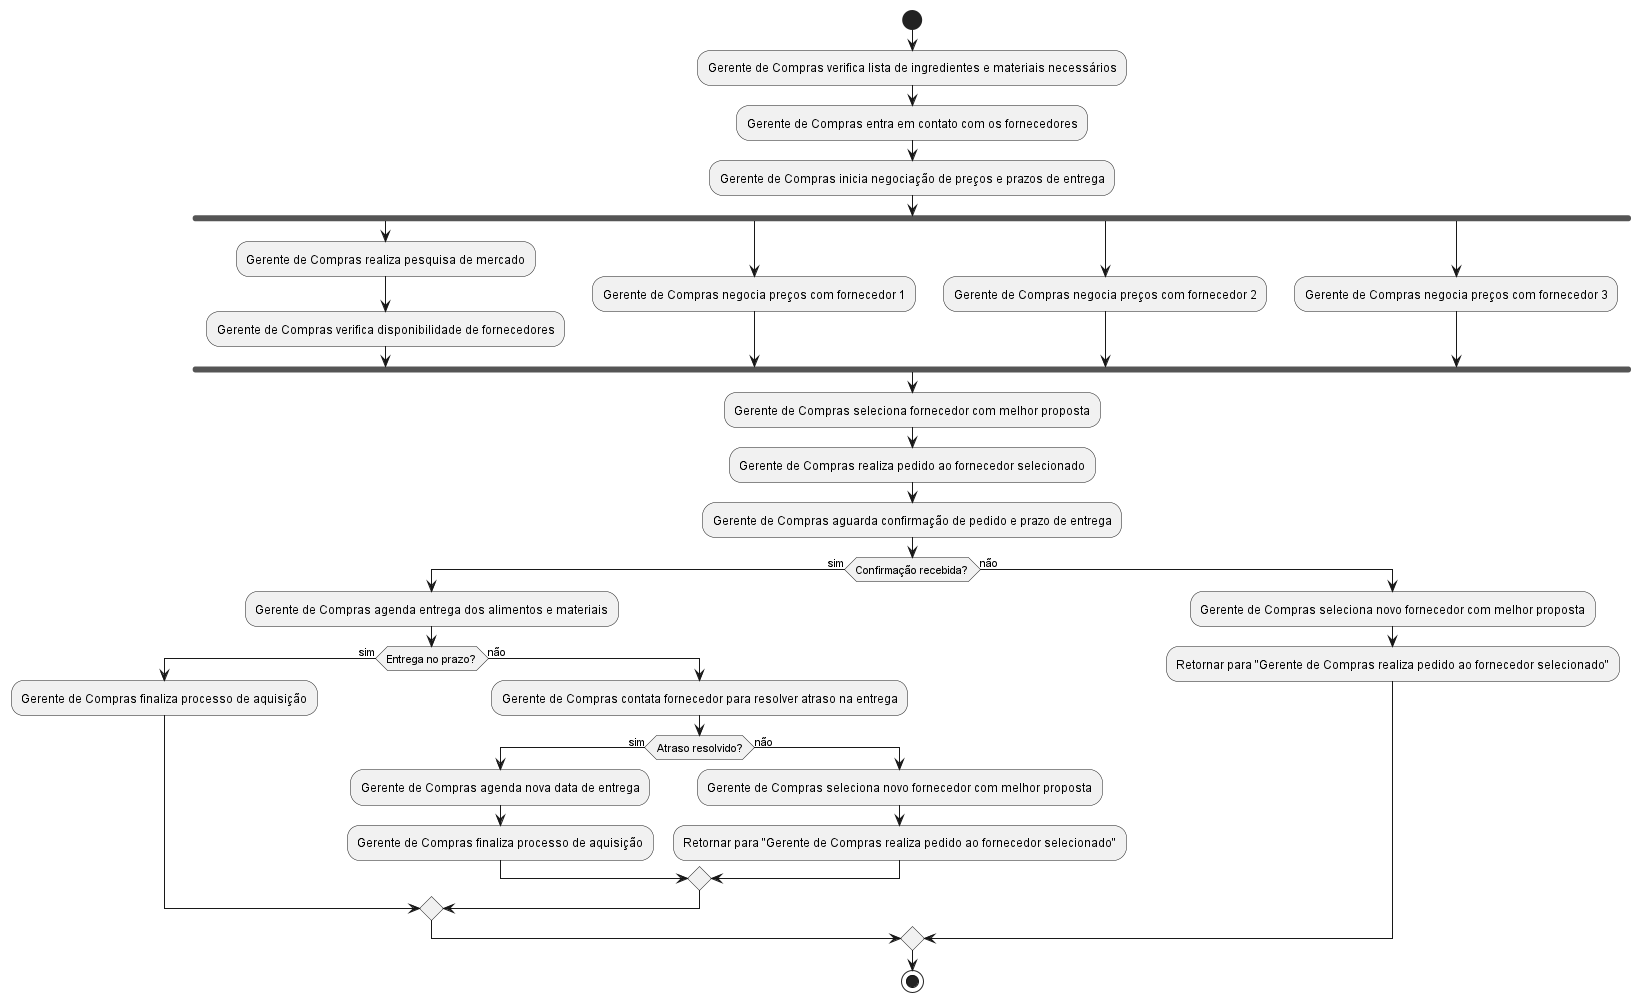 Gerente de Compras verifica lista de ingredientes e materiais necessários
Gerente de Compras entra em contato com os fornecedores
Gerente de Compras inicia negociação de preços e prazos de entrega
Gerente de Compras realiza pesquisa de mercado
Gerente de Compras verifica disponibilidade de fornecedores
Gerente de Compras negocia preços com fornecedor 1
Gerente de Compras negocia preços com fornecedor 2
Gerente de Compras negocia preços com fornecedor 3
Gerente de Compras seleciona fornecedor com melhor proposta
Gerente de Compras realiza pedido ao fornecedor selecionado
Gerente de Compras aguarda confirmação de pedido e prazo de entrega
sim
Confirmação recebida?
não
Gerente de Compras agenda entrega dos alimentos e materiais
sim
Entrega no prazo?
não
Gerente de Compras finaliza processo de aquisição
Gerente de Compras contata fornecedor para resolver atraso na entrega
sim
Atraso resolvido?
não
Gerente de Compras agenda nova data de entrega
Gerente de Compras finaliza processo de aquisição
Gerente de Compras seleciona novo fornecedor com melhor proposta
Retornar para "Gerente de Compras realiza pedido ao fornecedor selecionado"
Gerente de Compras seleciona novo fornecedor com melhor proposta
Retornar para "Gerente de Compras realiza pedido ao fornecedor selecionado"